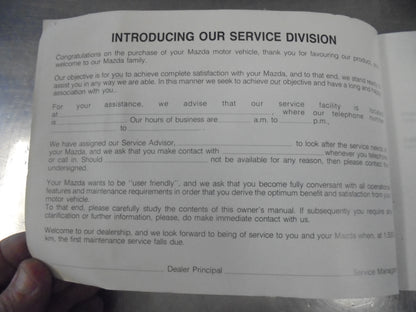 INTRODUCING OUR SERVICE DIVISION
Congratulations on the purchase of your Mazda motor vehicle, thank you for favouring our product, and
welcome to our Mazda family.
Our objective is for you to achieve complete satisfaction with your Mazda, and to that end, we stand ready to
assist you in any way we are able. In this manner we seek to achieve our objective and have a long and happy
association with you..
For your assistance, we advise that our service facility is located
at ..., where our telephone number
is ... Our hours of business are ... a.m. to ... p.m.,
... to ...
We have assigned our Service Advisor, ... to look after the service needs of
your Mazda, and we ask that you make contact with ... whenever you telephone
or call in. Should ... not be available for any reason, then please contact the
undersigned.
Your Mazda wants to be "user friendly", and we ask you become fully conversant with all operations
features and maintenance requirements in order that you derive the optimum benefit and satisfaction from your
motor vehicle.
To that end, please carefully study the contents of this owner's manual. If subsequently you require any
clarification or further information, please, do make immediate contact with us.
Welcome to our dealership, and we look forward to being of service to you and your Mazda when, at 1,500
km, the first maintenance service falls due.
Dealer Principal ... Service Manager